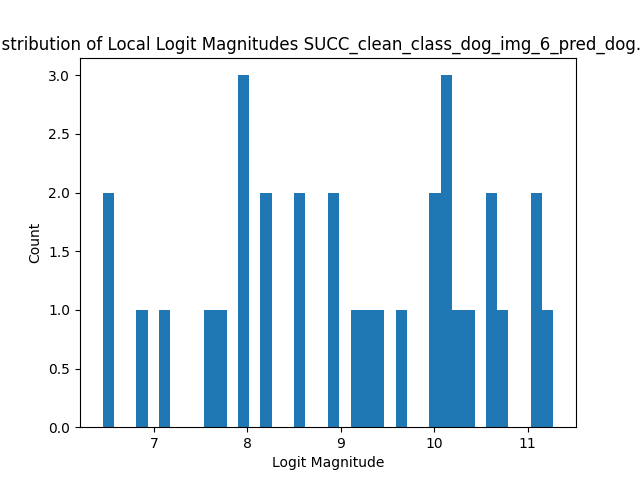 stribution of Local Logit Magnitudes SUCC_clean_class_dog_img_6_pred_dog.
3.0
2.5
2.0
1.5
1.0
0.5
0.0
Count
7 8 9 10 11
Logit Magnitude